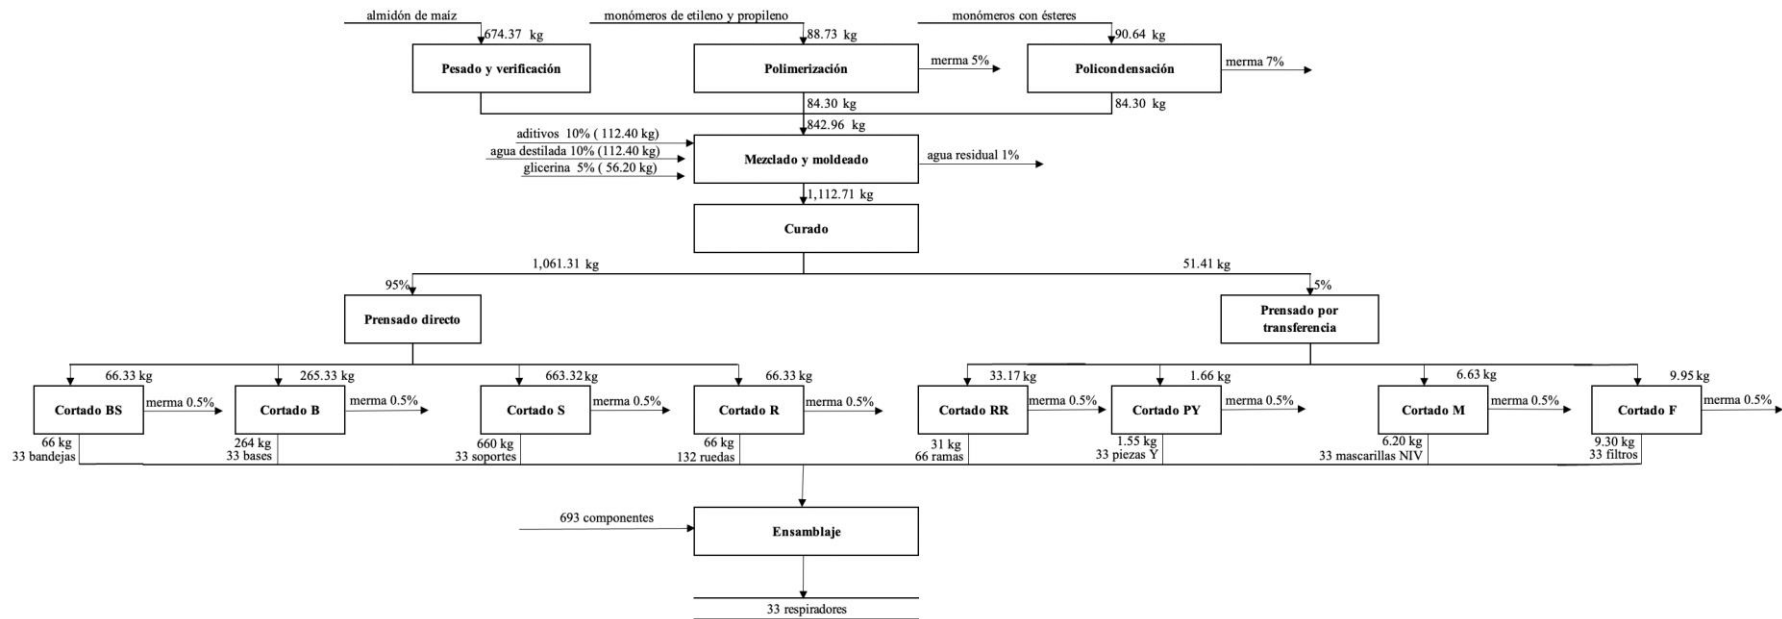 almidón de maíz
monómeros de etileno y propileno
monómeros con ésteres
674.37 kg
88.73 kg
90.64 kg
Pesado y verificación
Polimerización
merma 5%
Policondensación
merma 7%
84.30 kg
84.30 kg
842.96 kg
aditivos 10% ( 112.40 kg)
agua destilada 10% (112.40 kg)
glicerina 5% ( 56.20 kg)
Mezclado y moldeado
agua residual 1%
1,112.71 kg
Curado
1,061.31 kg
51.41 kg
95%
5%
Prensado directo
Prensado por
transferencia
66.33 kg
265.33 kg
663.32 kg
66.33 kg
33.17 kg
1.66 kg
6.63 kg
9.95 kg
Cortado BS
merma 0.5%
Cortado B
merma 0.5%
Cortado S
merma 0.5%
Cortado R
merma 0.5%
Cortado RR
merma 0.5%
Cortado PY
merma 0.5%
Cortado M
merma 0.5%
Cortado F
merma 0.5%
66 kg
33 bandejas
264 kg
33 bases
660 kg
33 soportes
66 kg
132 ruedas
31 kg
66 ramas
1.55 kg
33 piezas Y
6.20 kg
33 mascarillas NIV
9.30 kg
33 filtros
693 componentes
Ensamblaje
33 respiradores